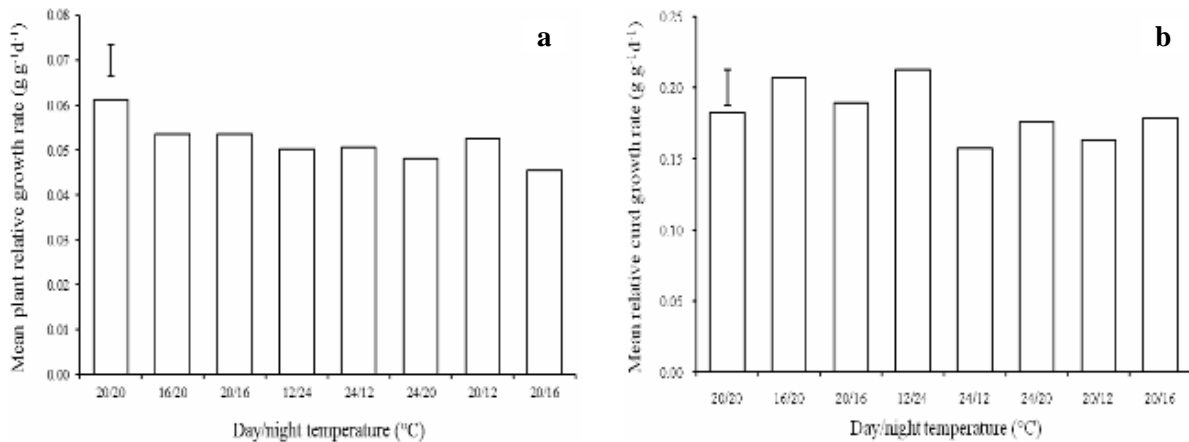 a
Mean plant relative growth rate (g g⁻¹d⁻¹)
0.08
0.07
0.06
0.05
0.04
0.03
0.02
0.01
0.00
20/20 16/20 20/16 12/24 24/12 24/20 20/12 20/16
Day/night temperature (°C)
b
Mean relative curd growth rate (g g⁻¹d⁻¹)
0.25
0.20
0.15
0.10
0.05
0.00
20/20 16/20 20/16 12/24 24/12 24/20 20/12 20/16
Day/night temperature (°C)